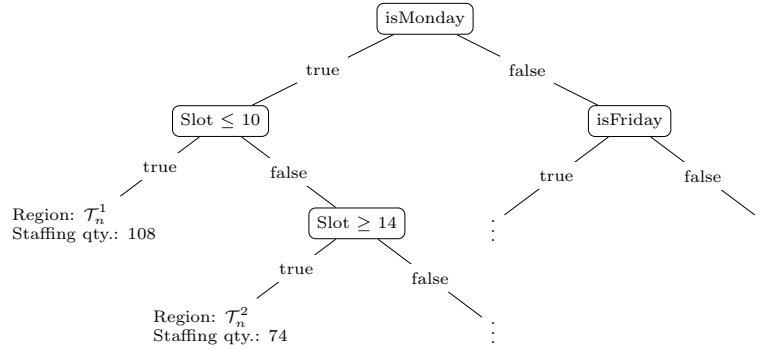 isMonday
true
false
Slot ≤ 10
isFriday
true
false
true
false
Region: 𝒯ₙ¹
Staffing qty.: 108
Slot ≥ 14
⋮
true
false
Region: 𝒯ₙ²
Staffing qty.: 74
⋮